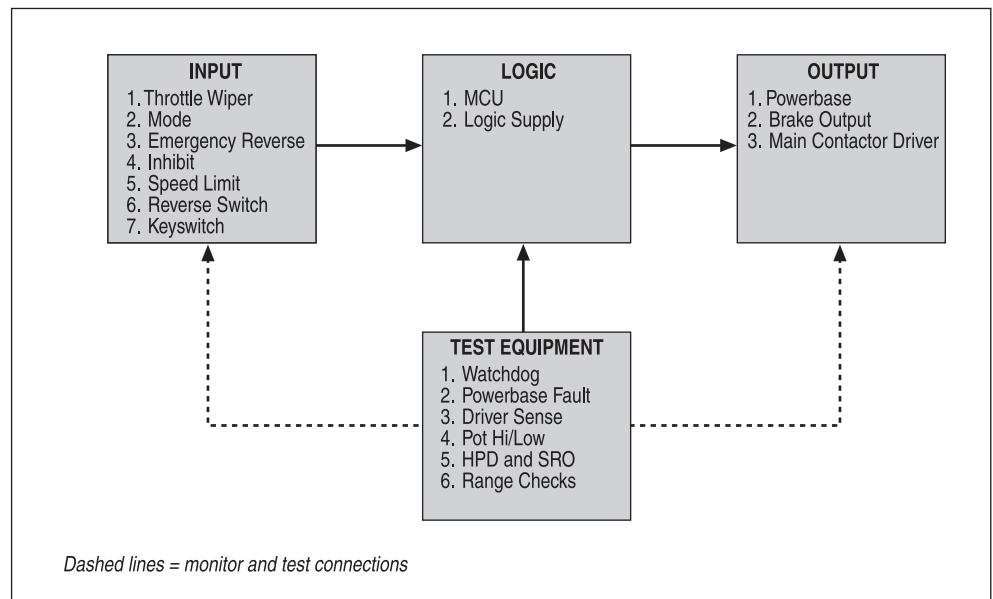 INPUT
1. Throttle Wiper
2. Mode
3. Emergency Reverse
4. Inhibit
5. Speed Limit
6. Reverse Switch
7. Keyswitch
LOGIC
1. MCU
2. Logic Supply
OUTPUT
1. Powerbase
2. Brake Output
3. Main Contactor Driver
TEST EQUIPMENT
1. Watchdog
2. Powerbase Fault
3. Driver Sense
4. Pot Hi/Low
5. HPD and SRO
6. Range Checks
Dashed lines = monitor and test connections